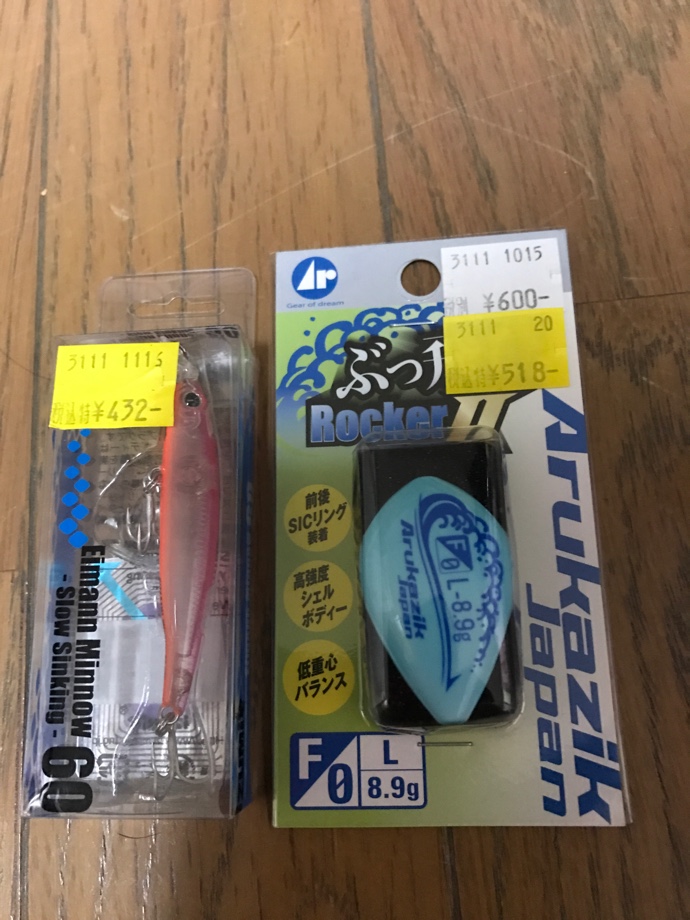 3111 1115
税込特¥432-
Eimann Minnow 60
- Slow Sinking -
Ar
Gear of dream
3111 1015
¥600-
3111 20
税込特¥518-
ぶっ
Rocker II
Arukazik
Japan
前後
SICリング
装着
高強度
シェル
ボディー
低重心
バランス
Arukazik
Japan
F0 L-8.9g
F0
L
8.9g